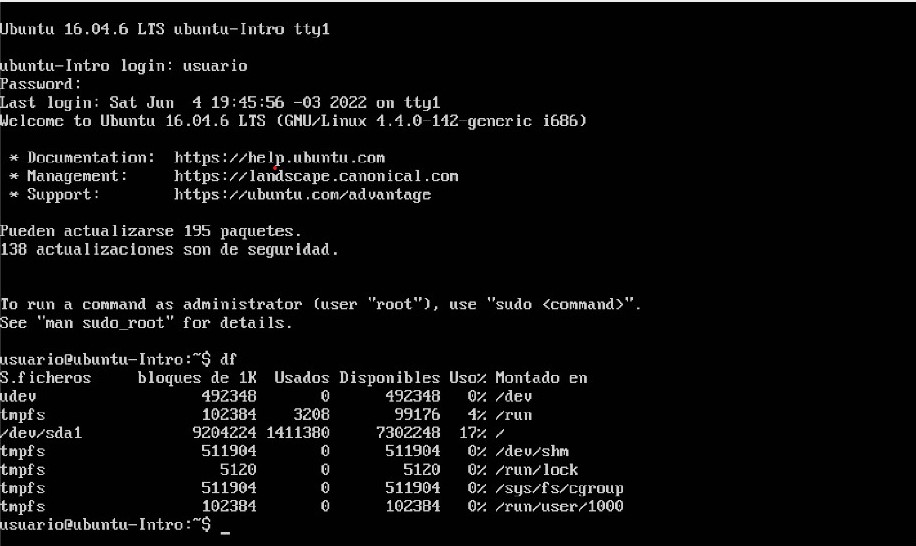 Ubuntu 16.04.6 LTS ubuntu-Intro tty1
ubuntu-Intro login: usuario
Password:
Last login: Sat Jun  4 19:45:56 -03 2022 on tty1
Welcome to Ubuntu 16.04.6 LTS (GNU/Linux 4.4.0-142-generic i686)
 * Documentation:  https://help.ubuntu.com
 * Management:     https://landscape.canonical.com
 * Support:        https://ubuntu.com/advantage
Pueden actualizarse 195 paquetes.
138 actualizaciones son de seguridad.
To run a command as administrator (user "root"), use "sudo <command>".
See "man sudo_root" for details.
usuario@ubuntu-Intro:~$ df
S.ficheros     bloques de 1K  Usados Disponibles Uso% Montado en
udev                  492348       0      492348   0% /dev
tmpfs                 102384    3208       99176   4% /run
/dev/sda1            9204224 1411380     7302248  17% /
tmpfs                 511904       0      511904   0% /dev/shm
tmpfs                   5120       0        5120   0% /run/lock
tmpfs                 511904       0      511904   0% /sys/fs/cgroup
tmpfs                 102384       0      102384   0% /run/user/1000
usuario@ubuntu-Intro:~$ _